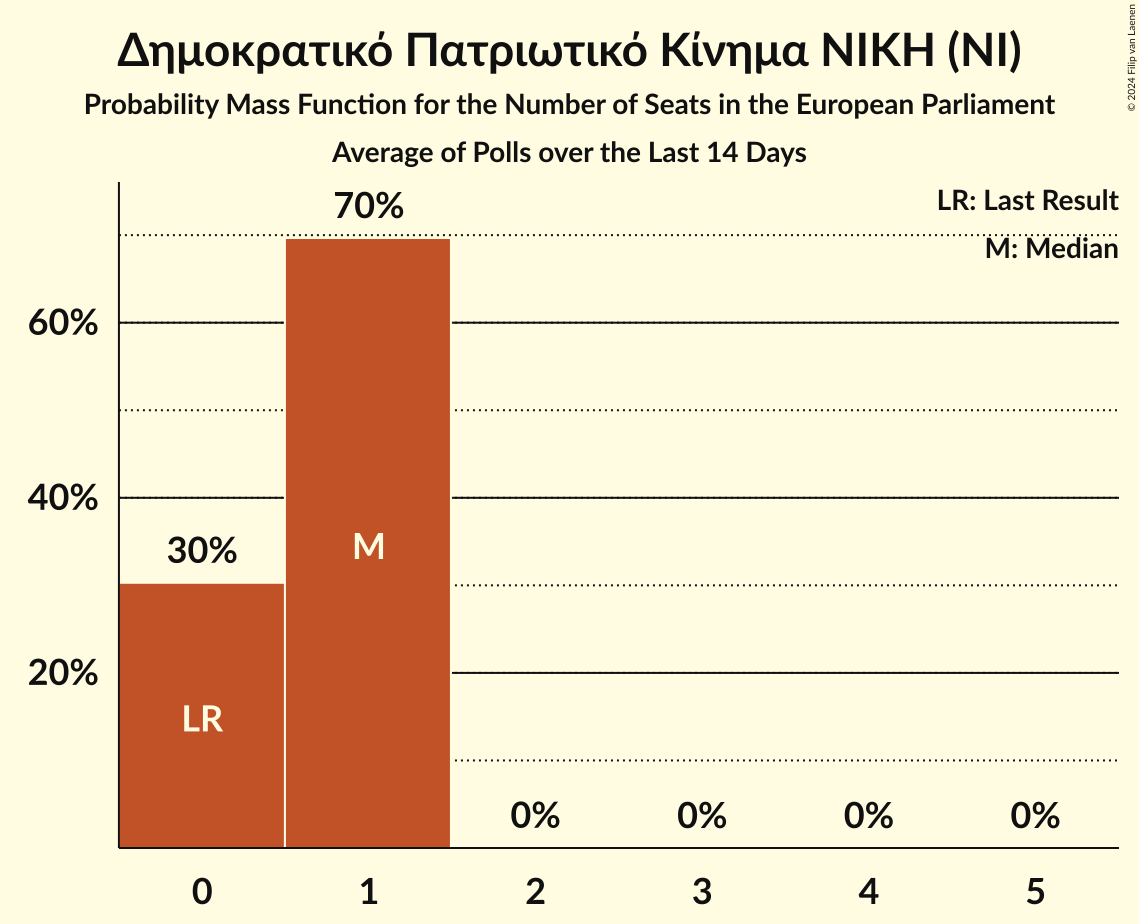 Δημοκρατικό Πατριωτικό Κίνημα ΝΙΚΗ (NI)
Probability Mass Function for the Number of Seats in the European Parliament
Average of Polls over the Last 14 Days
© 2024 Filip van Laenen
LR: Last Result
M: Median
70%
60%
40%
30%
20%
M
LR
0% 0% 0% 0%
0 1 2 3 4 5